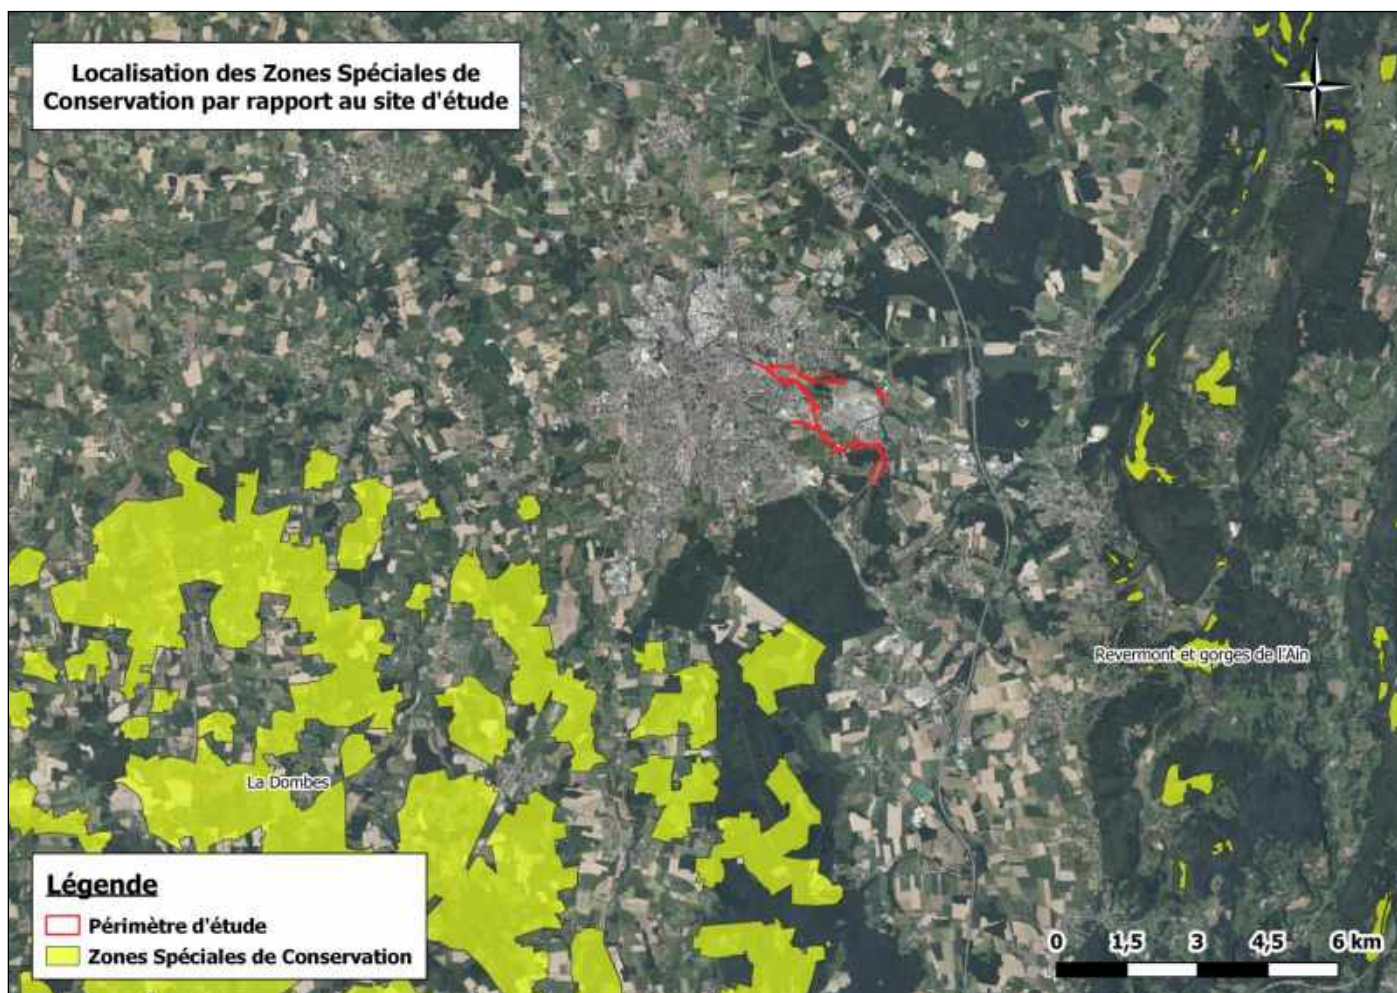 Localisation des Zones Spéciales de
Conservation par rapport au site d'étude
Revermont et gorges de l'Ain
La Dombes
Légende
Périmètre d'étude
Zones Spéciales de Conservation
0 1,5 3 4,5 6 km